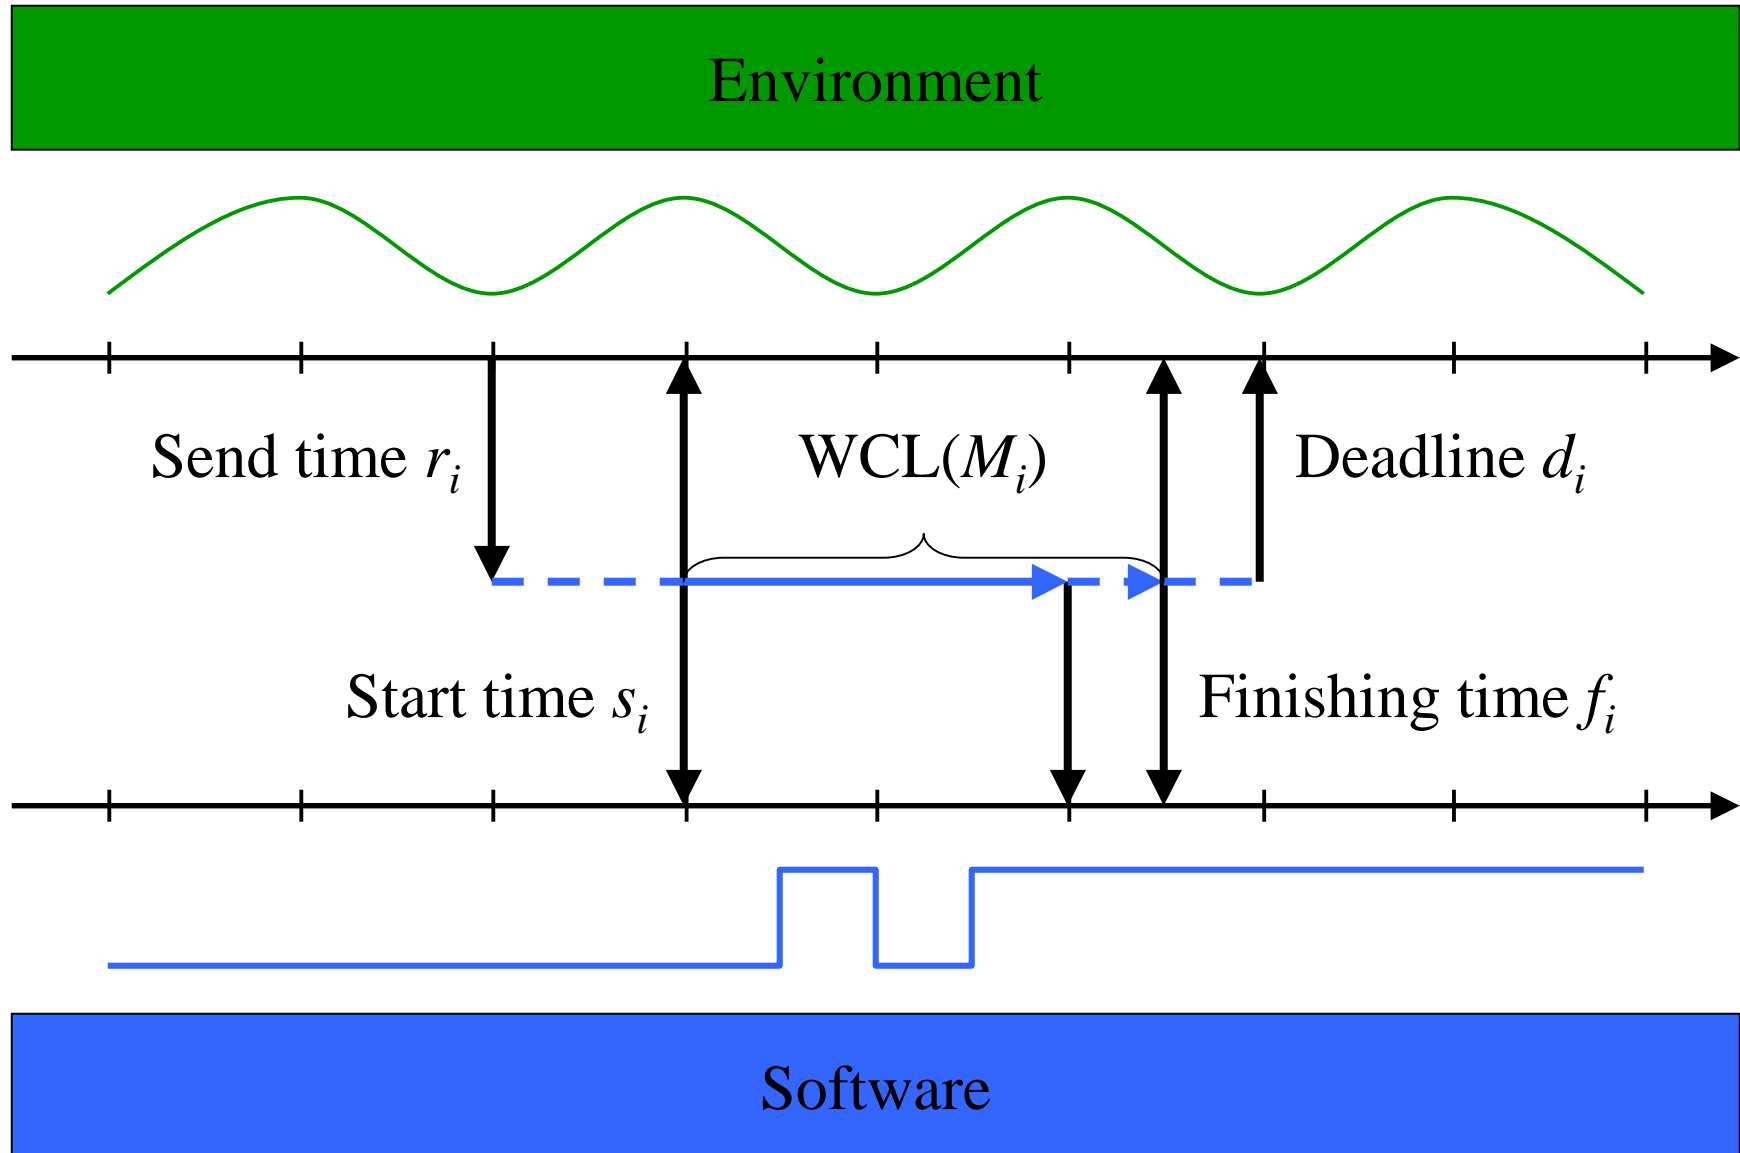 Environment
Send time r_i
WCL(M_i)
Deadline d_i
Start time s_i
Finishing time f_i
Software